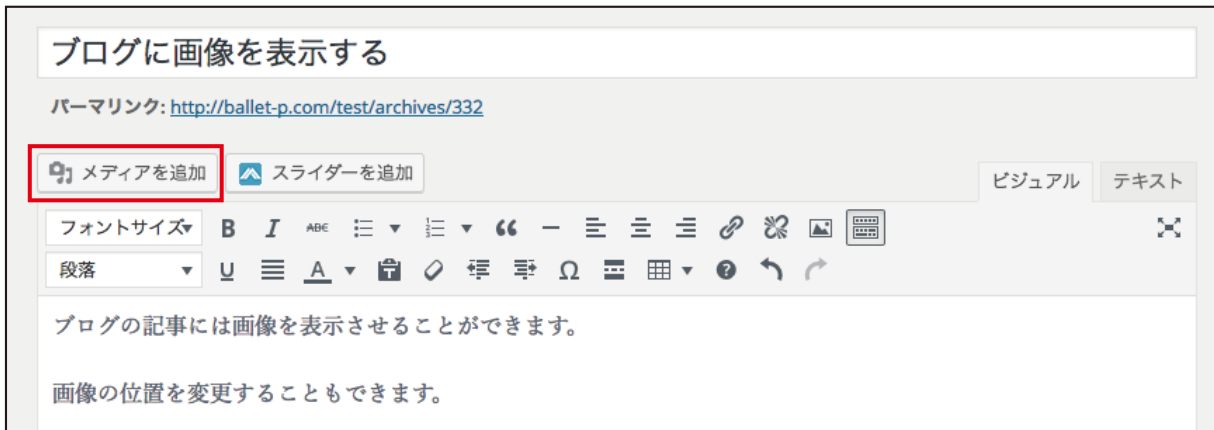 ブログに画像を表示する
パーマリンク: http://ballet-p.com/test/archives/332
メディアを追加 スライダーを追加 ビジュアル テキスト
フォントサイズ B I ABC
段落 U A Ω
ブログの記事には画像を表示させることができます。
画像の位置を変更することもできます。